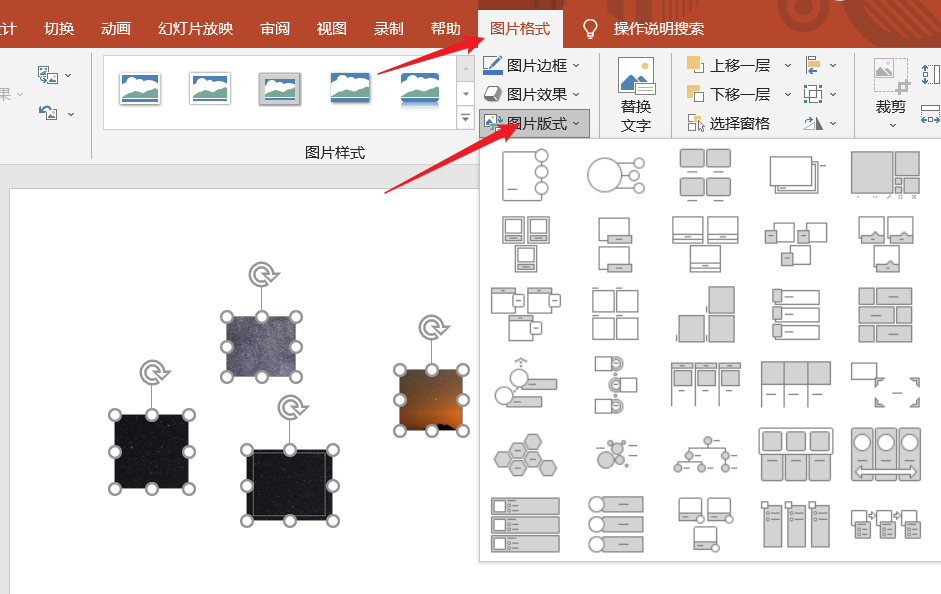 计 切换 动画 幻灯片放映 审阅 视图 录制 帮助 图片格式 操作说明搜索
果
图片样式
图片边框
图片效果
图片版式
替换
文字
上移一层
下移一层
选择窗格
裁剪